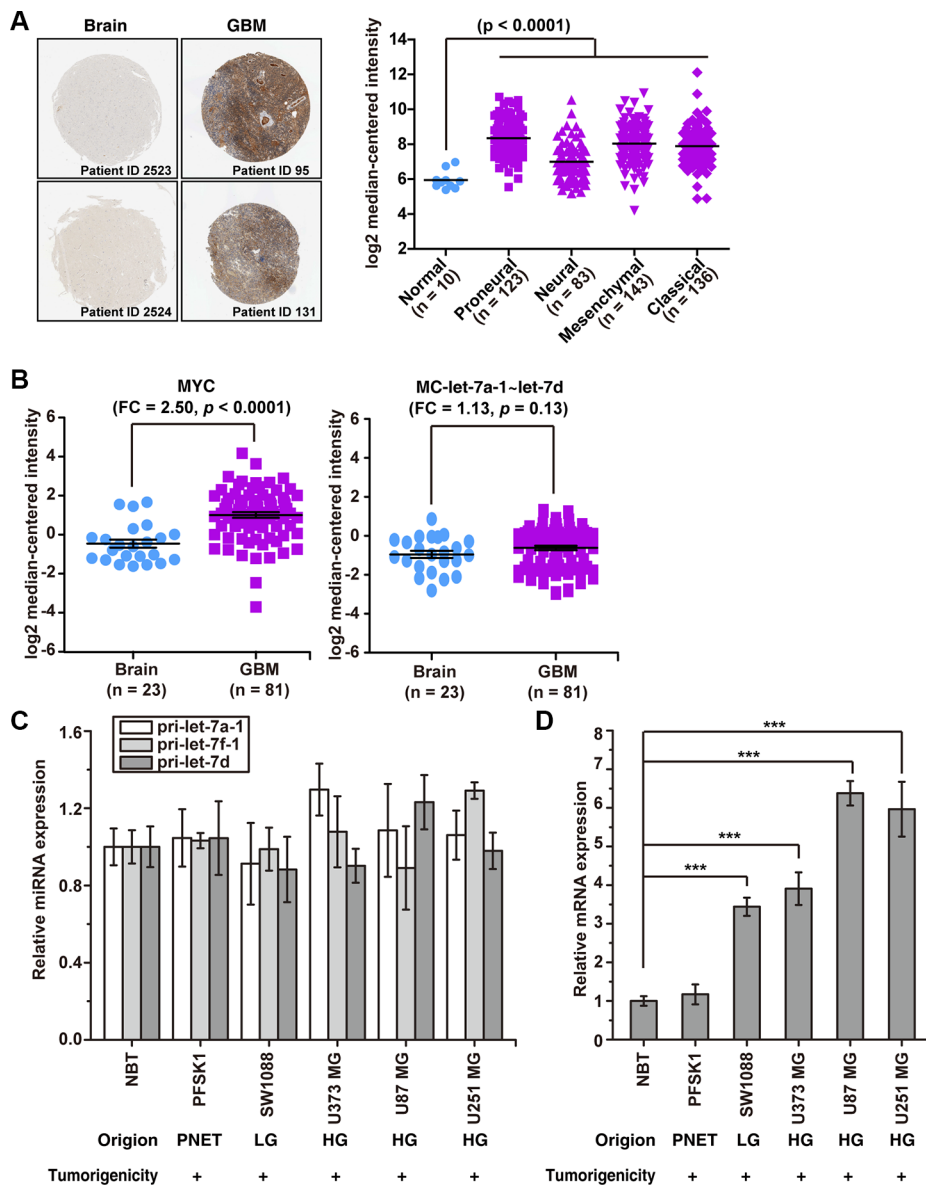 A
Brain GBM
Patient ID 2523
Patient ID 95
Patient ID 2524
Patient ID 131
(p < 0.0001)
log2 median-centered intensity
14
12
10
8
6
4
2
Normal
(n = 10)
Proneural
(n = 123)
Neural
(n = 83)
Mesenchymal
(n = 143)
Classical
(n = 136)
B
MYC
(FC = 2.50, p < 0.0001)
log2 median-centered intensity
6
4
2
-0
-2
-4
-6
Brain
(n = 23)
GBM
(n = 81)
MC-let-7a-1~let-7d
(FC = 1.13, p = 0.13)
log2 median-centered intensity
6
4
2
-0
-2
-4
-6
Brain
(n = 23)
GBM
(n = 81)
C
pri-let-7a-1
pri-let-7f-1
pri-let-7d
Relative miRNA expression
1.6
1.2
0.8
0.4
0.0
NBT
PFSK1
SW1088
U373 MG
U87 MG
U251 MG
Origion PNET LG HG HG HG
Tumorigenicity + + + + +
D
***
***
***
***
Relative mRNA expression
8
7
6
5
4
3
2
1
0
NBT
PFSK1
SW1088
U373 MG
U87 MG
U251 MG
Origion PNET LG HG HG HG
Tumorigenicity + + + + +